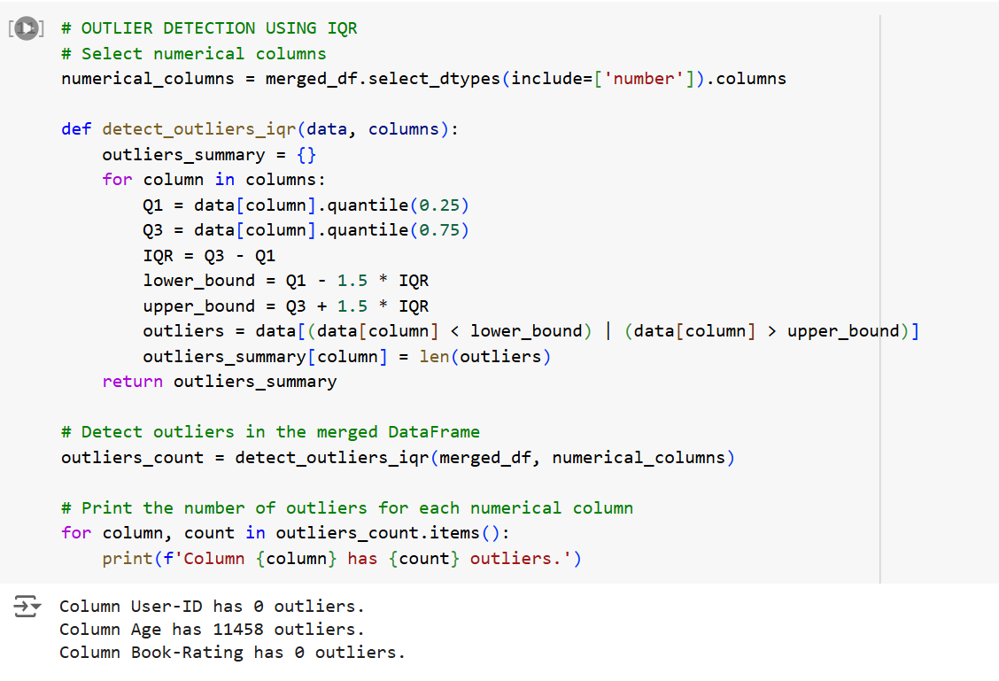 [11] # OUTLIER DETECTION USING IQR
# Select numerical columns
numerical_columns = merged_df.select_dtypes(include=['number']).columns

def detect_outliers_iqr(data, columns):
    outliers_summary = {}
    for column in columns:
        Q1 = data[column].quantile(0.25)
        Q3 = data[column].quantile(0.75)
        IQR = Q3 - Q1
        lower_bound = Q1 - 1.5 * IQR
        upper_bound = Q3 + 1.5 * IQR
        outliers = data[(data[column] < lower_bound) | (data[column] > upper_bound)]
        outliers_summary[column] = len(outliers)
    return outliers_summary

# Detect outliers in the merged DataFrame
outliers_count = detect_outliers_iqr(merged_df, numerical_columns)

# Print the number of outliers for each numerical column
for column, count in outliers_count.items():
    print(f'Column {column} has {count} outliers.')

Column User-ID has 0 outliers.
Column Age has 11458 outliers.
Column Book-Rating has 0 outliers.